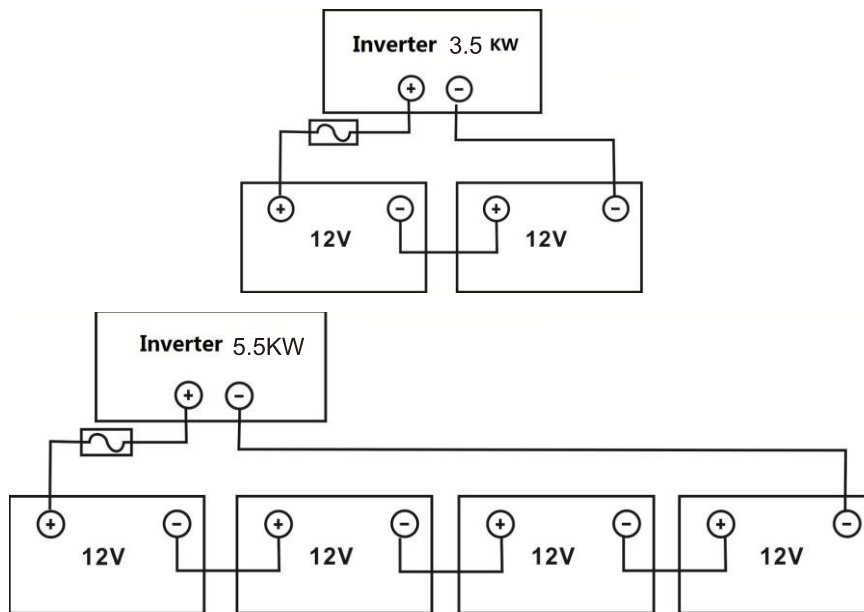 Inverter 3.5 KW
+ −
+ − + −
12V 12V
Inverter 5.5KW
+ −
+ − + − + − + −
12V 12V 12V 12V